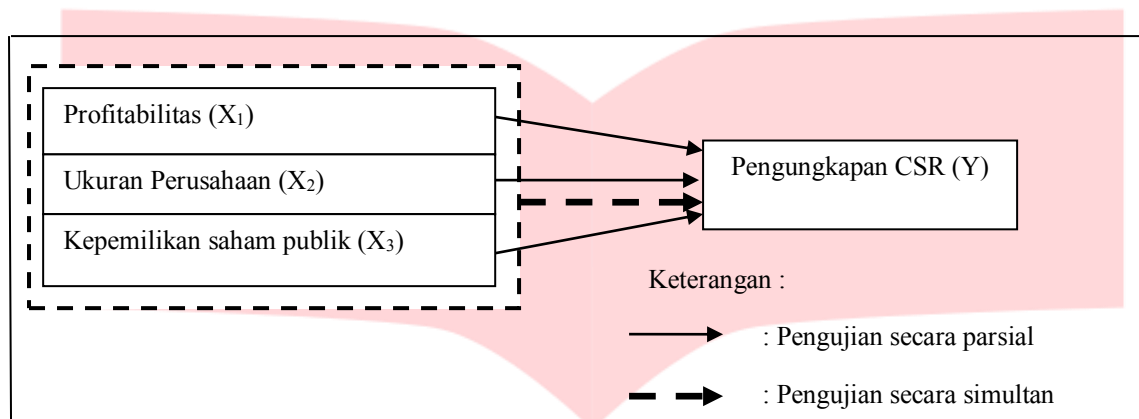 Profitabilitas (X₁)
Ukuran Perusahaan (X₂)
Kepemilikan saham publik (X₃)
Pengungkapan CSR (Y)
Keterangan :
: Pengujian secara parsial
: Pengujian secara simultan